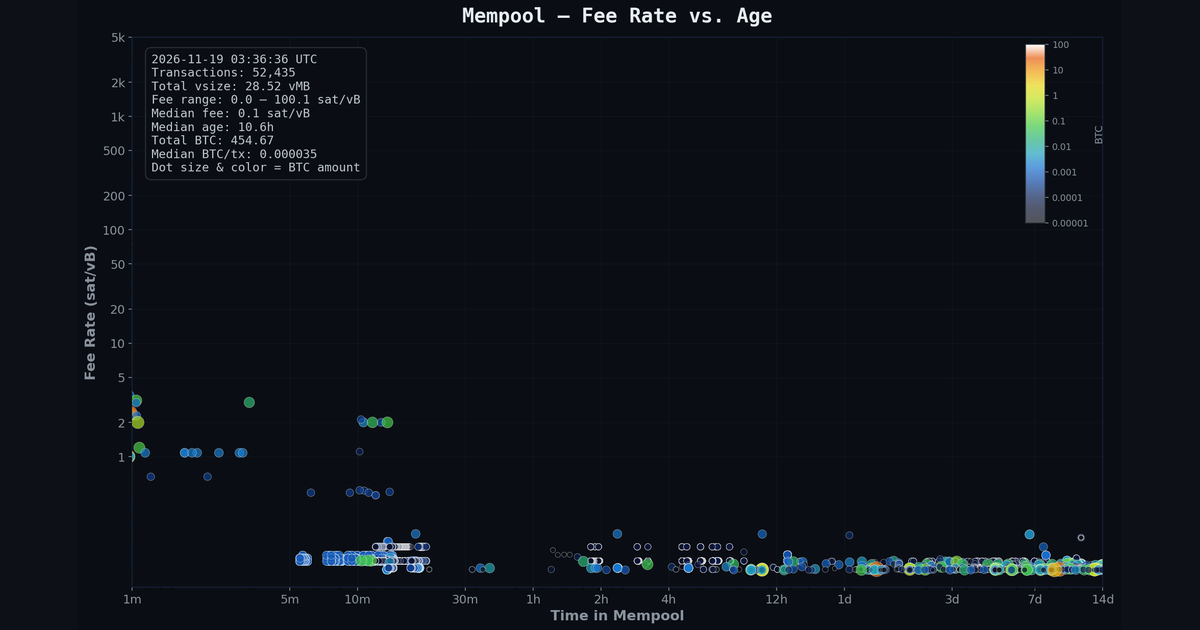 Mempool — Fee Rate vs. Age
2026-11-19 03:36:36 UTC
Transactions: 52,435
Total vsize: 28.52 vMB
Fee range: 0.0 — 100.1 sat/vB
Median fee: 0.1 sat/vB
Median age: 10.6h
Total BTC: 454.67
Median BTC/tx: 0.000035
Dot size & color = BTC amount
5k
2k
1k
500
200
100
50
20
10
5
2
1
Fee Rate (sat/vB)
100
10
1
0.1
0.01
0.001
0.0001
0.00001
BTC
1m 5m 10m 30m 1h 2h 4h 12h 1d 3d 7d 14d
Time in Mempool